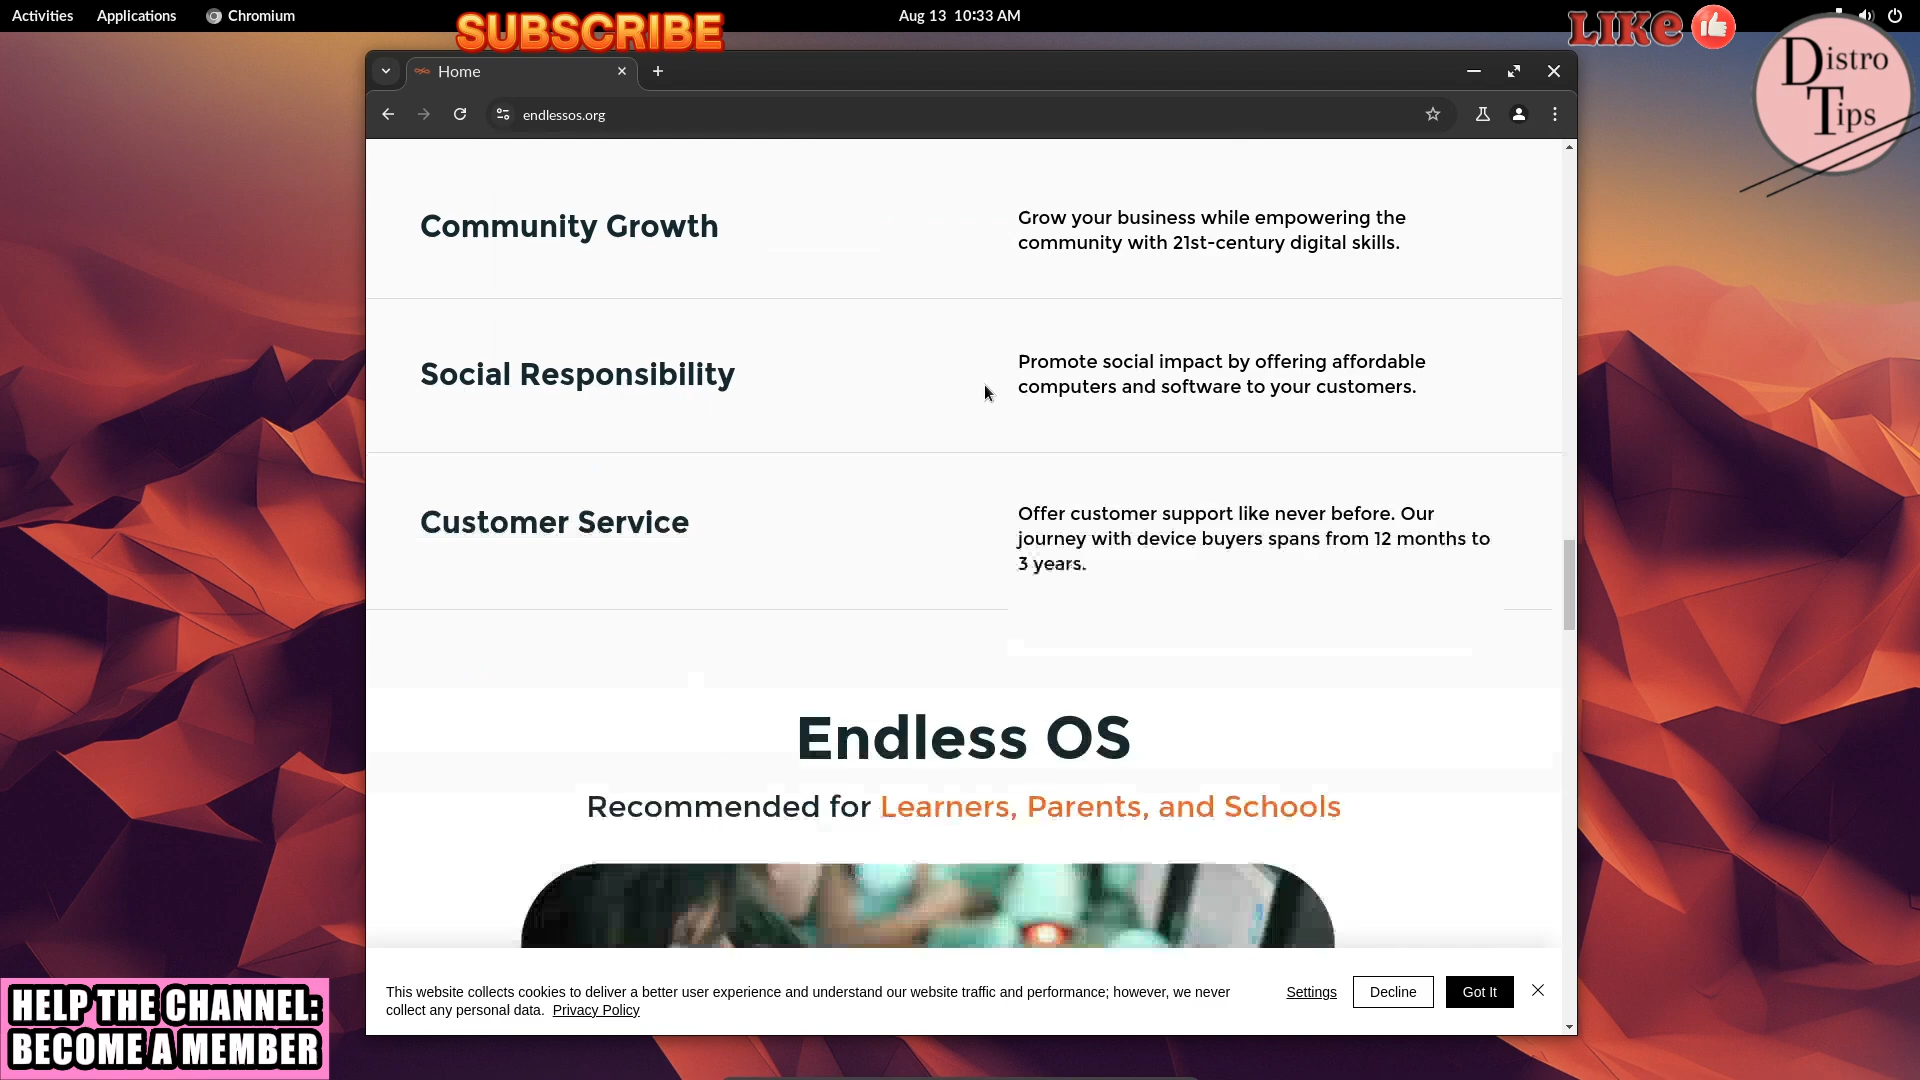 Activities Applications Chromium Aug 13 10:33 AM
SUBSCRIBE
LIKE
Distro
Tips
Home
endlessos.org
Community Growth
Grow your business while empowering the
community with 21st-century digital skills.
Social Responsibility
Promote social impact by offering affordable
computers and software to your customers.
Customer Service
Offer customer support like never before. Our
journey with device buyers spans from 12 months to
3 years.
Endless OS
Recommended for Learners, Parents, and Schools
This website collects cookies to deliver a better user experience and understand our website traffic and performance; however, we never
collect any personal data. Privacy Policy
Settings Decline Got It
HELP THE CHANNEL:
BECOME A MEMBER